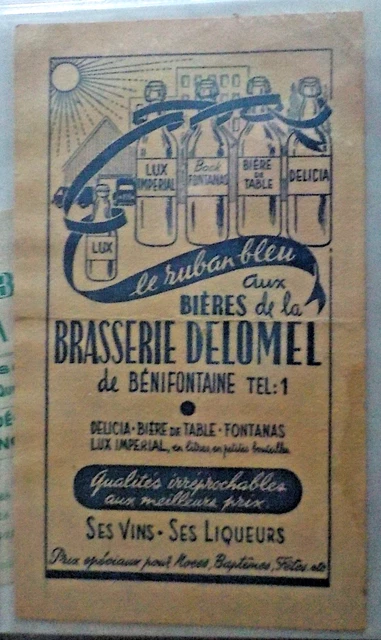 LUX
IMPERIAL
Bock
FONTANAS
BIÈRE
DE
TABLE
DELICIA
LUX
le ruban bleu
aux
BIÈRES de la
BRASSERIE DELOMEL
de BÉNIFONTAINE TEL: 1
DELICIA · BIÈRE DE TABLE · FONTANAS
LUX IMPERIAL, en litres, en petites bouteilles
Qualités irréprochables
aux meilleurs prix
SES VINS · SES LIQUEURS
Prix spéciaux pour Noces, Baptêmes, Fêtes, etc